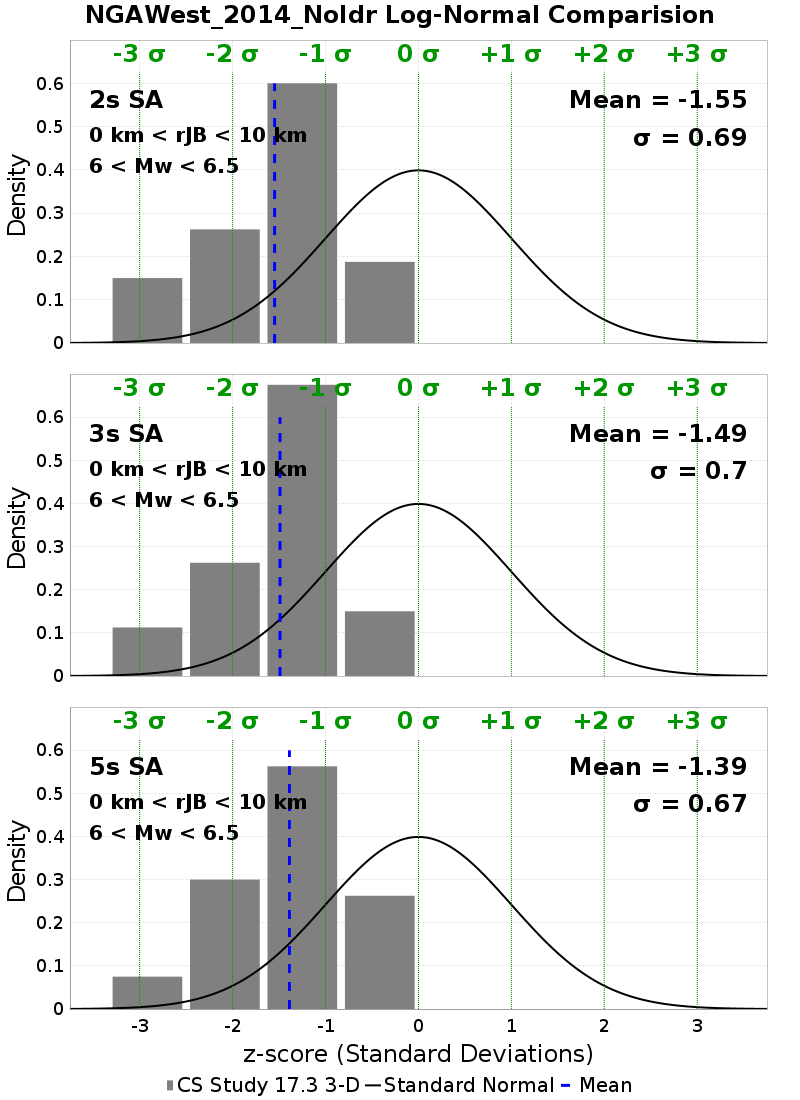 NGAWest_2014_NoIdr Log-Normal Comparision
-3 σ -2 σ -1 σ 0 σ +1 σ +2 σ +3 σ
0.6
2s SA Mean = -1.55
0.5
0 km < rJB < 10 km σ = 0.69
0.4
6 < Mw < 6.5
0.3
0.2
0.1
0
Density
-3 σ -2 σ -1 σ 0 σ +1 σ +2 σ +3 σ
0.6
3s SA Mean = -1.49
0.5
0 km < rJB < 10 km σ = 0.7
0.4
6 < Mw < 6.5
0.3
0.2
0.1
0
Density
-3 σ -2 σ -1 σ 0 σ +1 σ +2 σ +3 σ
0.6
5s SA Mean = -1.39
0.5
0 km < rJB < 10 km σ = 0.67
0.4
6 < Mw < 6.5
0.3
0.2
0.1
0
Density
-3 -2 -1 0 1 2 3
z-score (Standard Deviations)
CS Study 17.3 3-D Standard Normal Mean